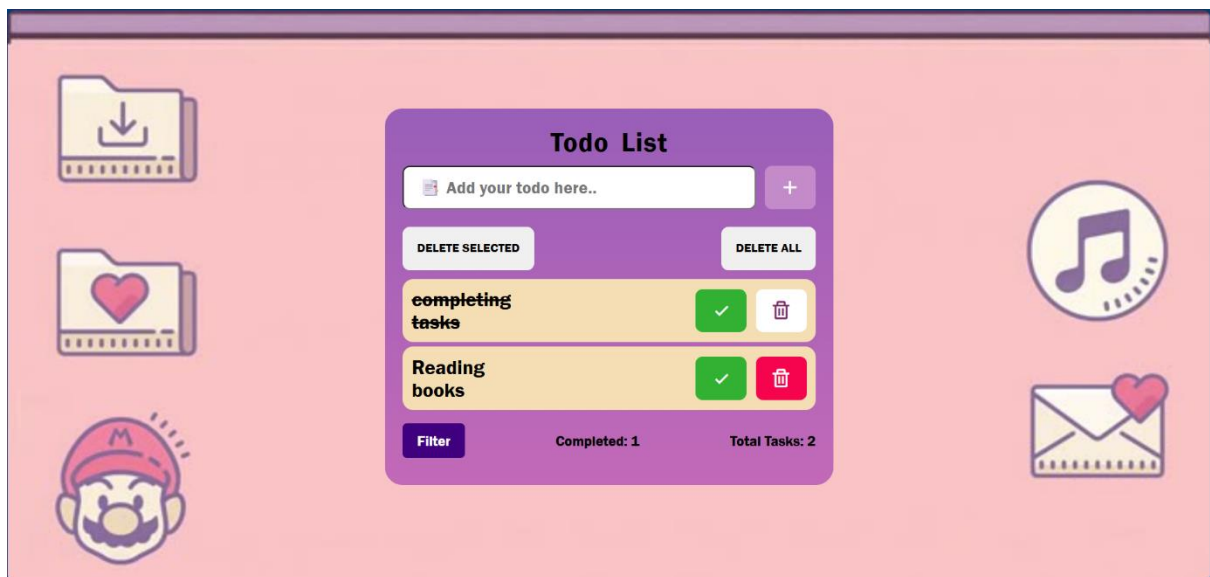 Todo List
Add your todo here..
+
DELETE SELECTED
DELETE ALL
completing
tasks
Reading
books
Filter
Completed: 1
Total Tasks: 2
M